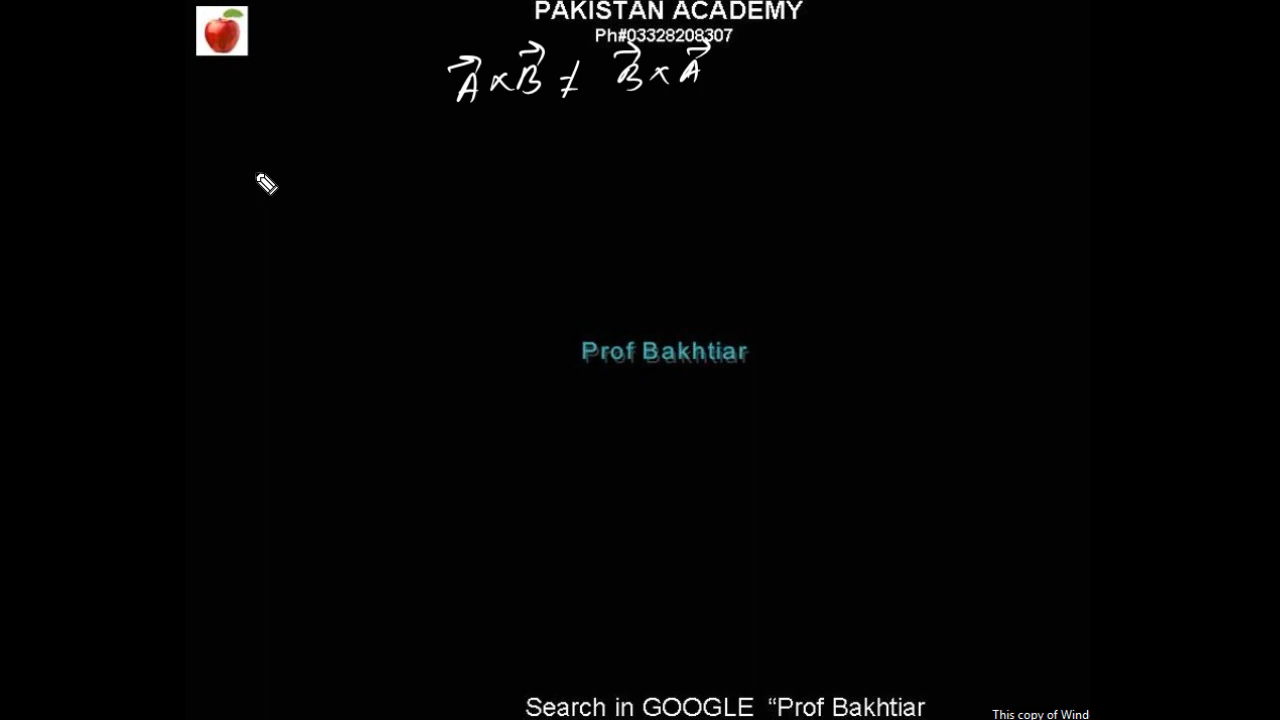 PAKISTAN ACADEMY
Ph#03328208307
A⃗ × B⃗ ≠ B⃗ × A⃗
Prof Bakhtiar
Search in GOOGLE “Prof Bakhtiar
This copy of Wind